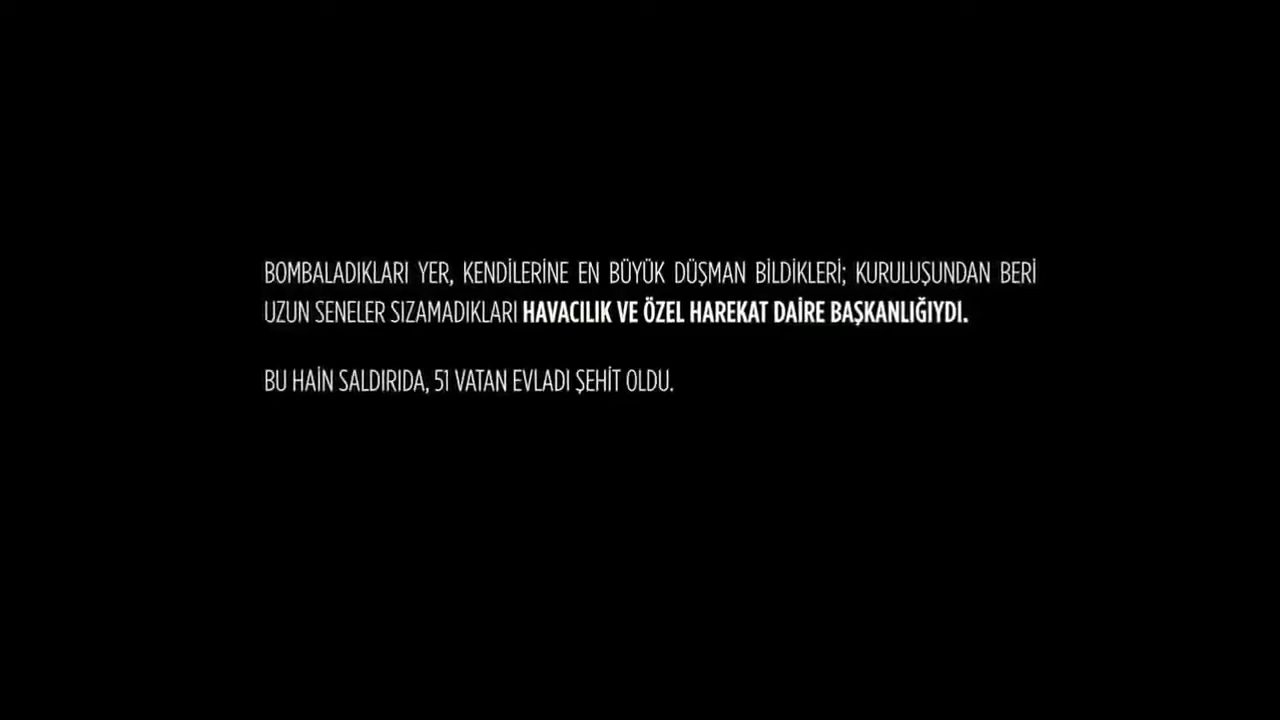 BOMBALADIKLARI YER, KENDİLERİNE EN BÜYÜK DÜŞMAN BİLDİKLERİ; KURULUŞUNDAN BERİ
UZUN SENELER SIZAMADIKLARI HAVACILIK VE ÖZEL HAREKAT DAİRE BAŞKANLIĞIYDI.
BU HAİN SALDIRIDA, 51 VATAN EVLADI ŞEHİT OLDU.